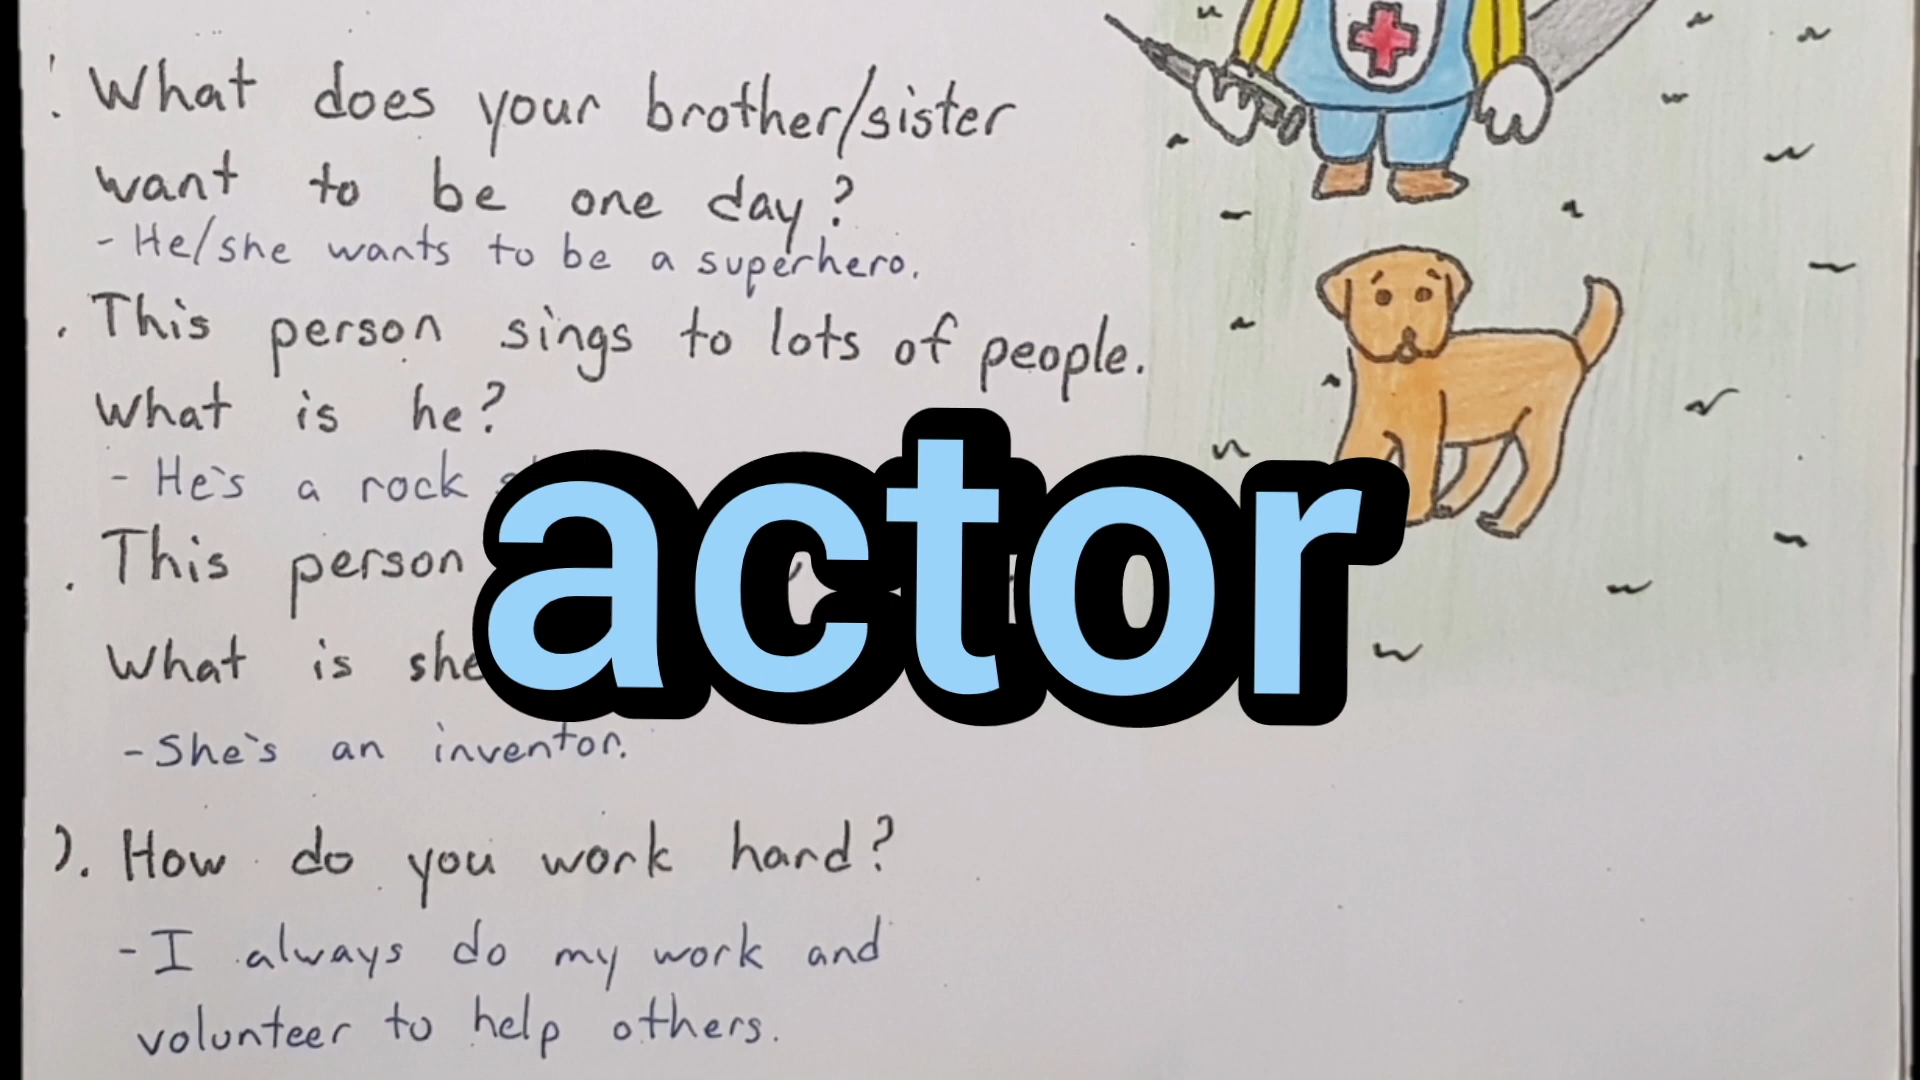 What does your brother/sister
want to be one day?
- He/she wants to be a superhero.
. This person sings to lots of people.
What is he?
- He's a rock
. This person
What is she
actor
- She's an inventor.
). How do you work hard?
- I always do my work and
volunteer to help others.